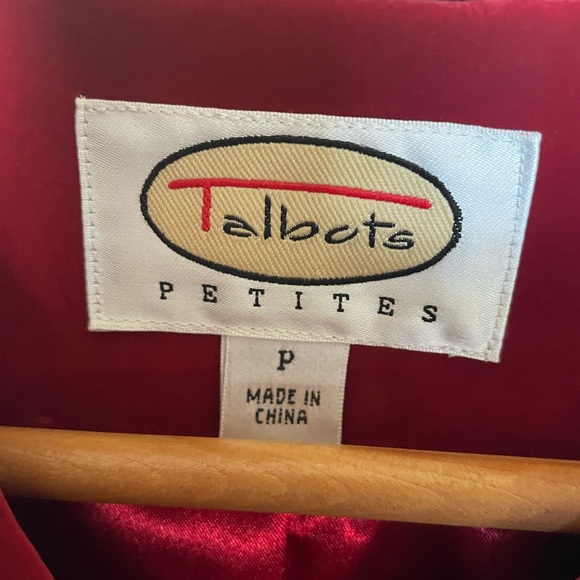 Talbots
PETITES
P
MADE IN
CHINA